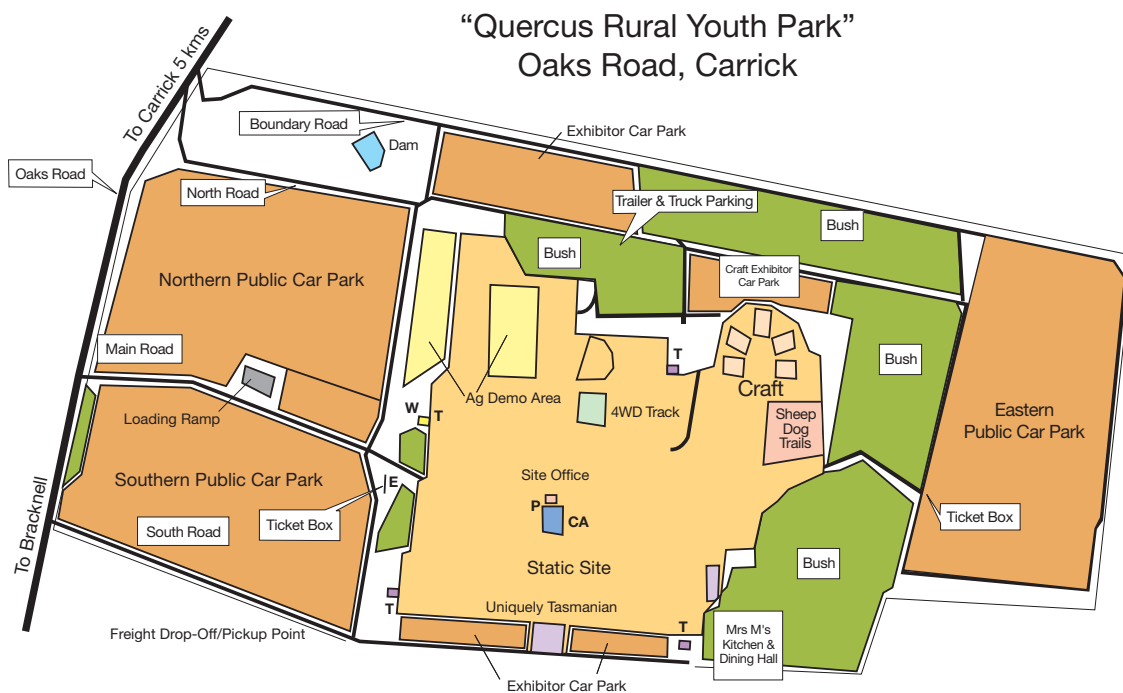 “Quercus Rural Youth Park”
Oaks Road, Carrick
To Carrick 5 kms
Boundary Road
Exhibitor Car Park
Dam
Oaks Road
North Road
Trailer & Truck Parking
Bush
Bush
Northern Public Car Park
Craft Exhibitor
Car Park
Main Road
T
Bush
Craft
Ag Demo Area
Loading Ramp
W
T
4WD Track
Sheep
Dog
Trails
Eastern
Public Car Park
Southern Public Car Park
E
Site Office
P
CA
Ticket Box
Ticket Box
South Road
To Bracknell
Static Site
Bush
T
Uniquely Tasmanian
Freight Drop-Off/Pickup Point
T
Mrs M's
Kitchen &
Dining Hall
Exhibitor Car Park